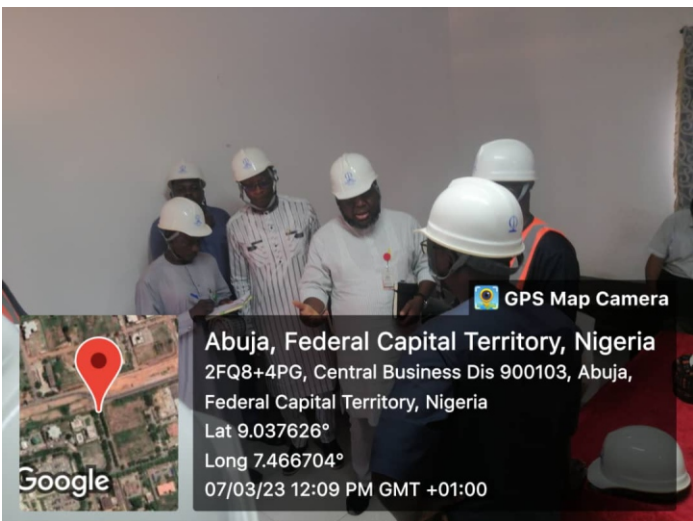 GPS Map Camera
Abuja, Federal Capital Territory, Nigeria
2FQ8+4PG, Central Business Dis 900103, Abuja,
Federal Capital Territory, Nigeria
Lat 9.037626°
Long 7.466704°
07/03/23 12:09 PM GMT +01:00
Google